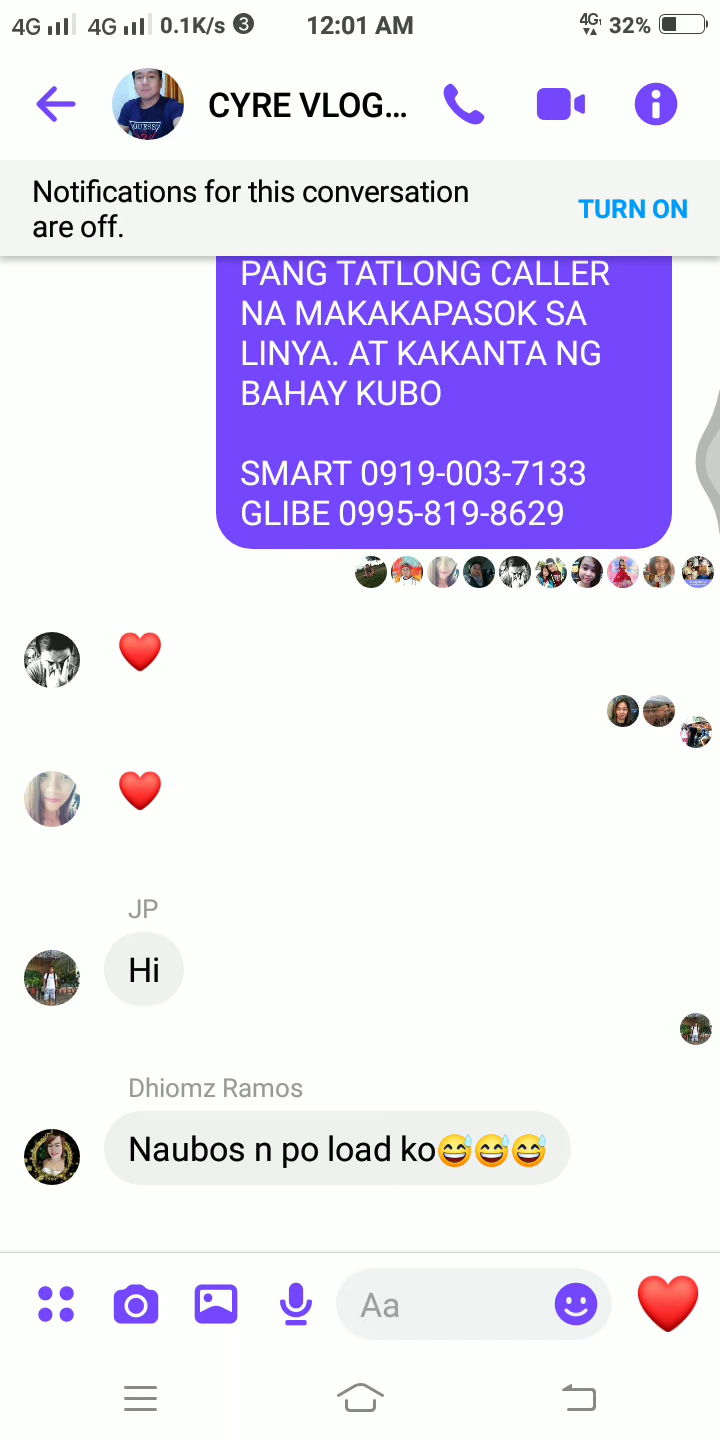 4G 4G 0.1K/s 3 12:01 AM 4G 32%
CYRE VLOG...
Notifications for this conversation
are off.
TURN ON
PANG TATLONG CALLER
NA MAKAKAPASOK SA
LINYA. AT KAKANTA NG
BAHAY KUBO
SMART 0919-003-7133
GLIBE 0995-819-8629
JP
Hi
Dhiomz Ramos
Naubos n po load ko😅😅😅
Aa